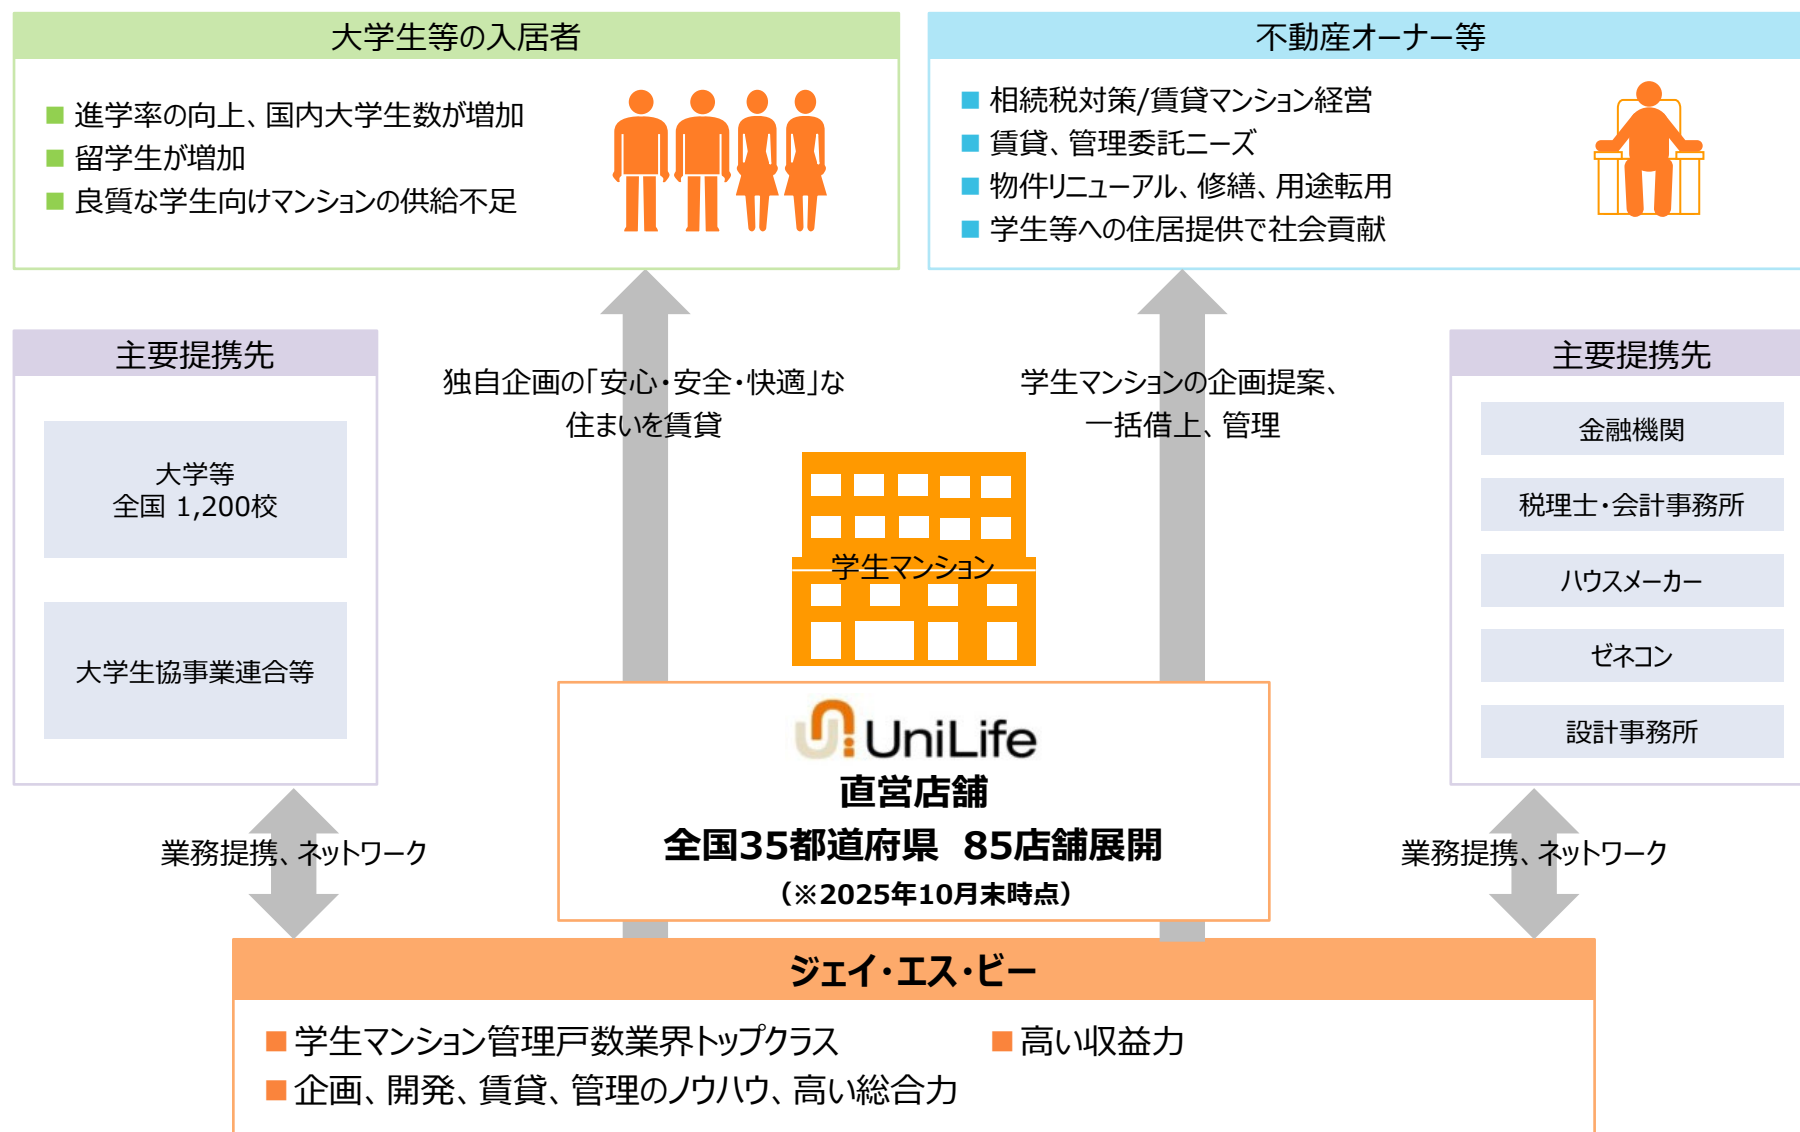 大学生等の入居者
■ 進学率の向上、国内大学生数が増加
■ 留学生が増加
■ 良質な学生向けマンションの供給不足
不動産オーナー等
■ 相続税対策/賃貸マンション経営
■ 賃貸、管理委託ニーズ
■ 物件リニューアル、修繕、用途転用
■ 学生等への住居提供で社会貢献
主要提携先
大学等
全国 1,200校
大学生協事業連合等
業務提携、ネットワーク
独自企画の「安心・安全・快適」な
住まいを賃貸
学生マンションの企画提案、
一括借上、管理
学生マンション
主要提携先
金融機関
税理士・会計事務所
ハウスメーカー
ゼネコン
設計事務所
業務提携、ネットワーク
UniLife
直営店舗
全国35都道府県 85店舗展開
（※2025年10月末時点）
ジェイ・エス・ビー
■ 学生マンション管理戸数業界トップクラス
■ 高い収益力
■ 企画、開発、賃貸、管理のノウハウ、高い総合力